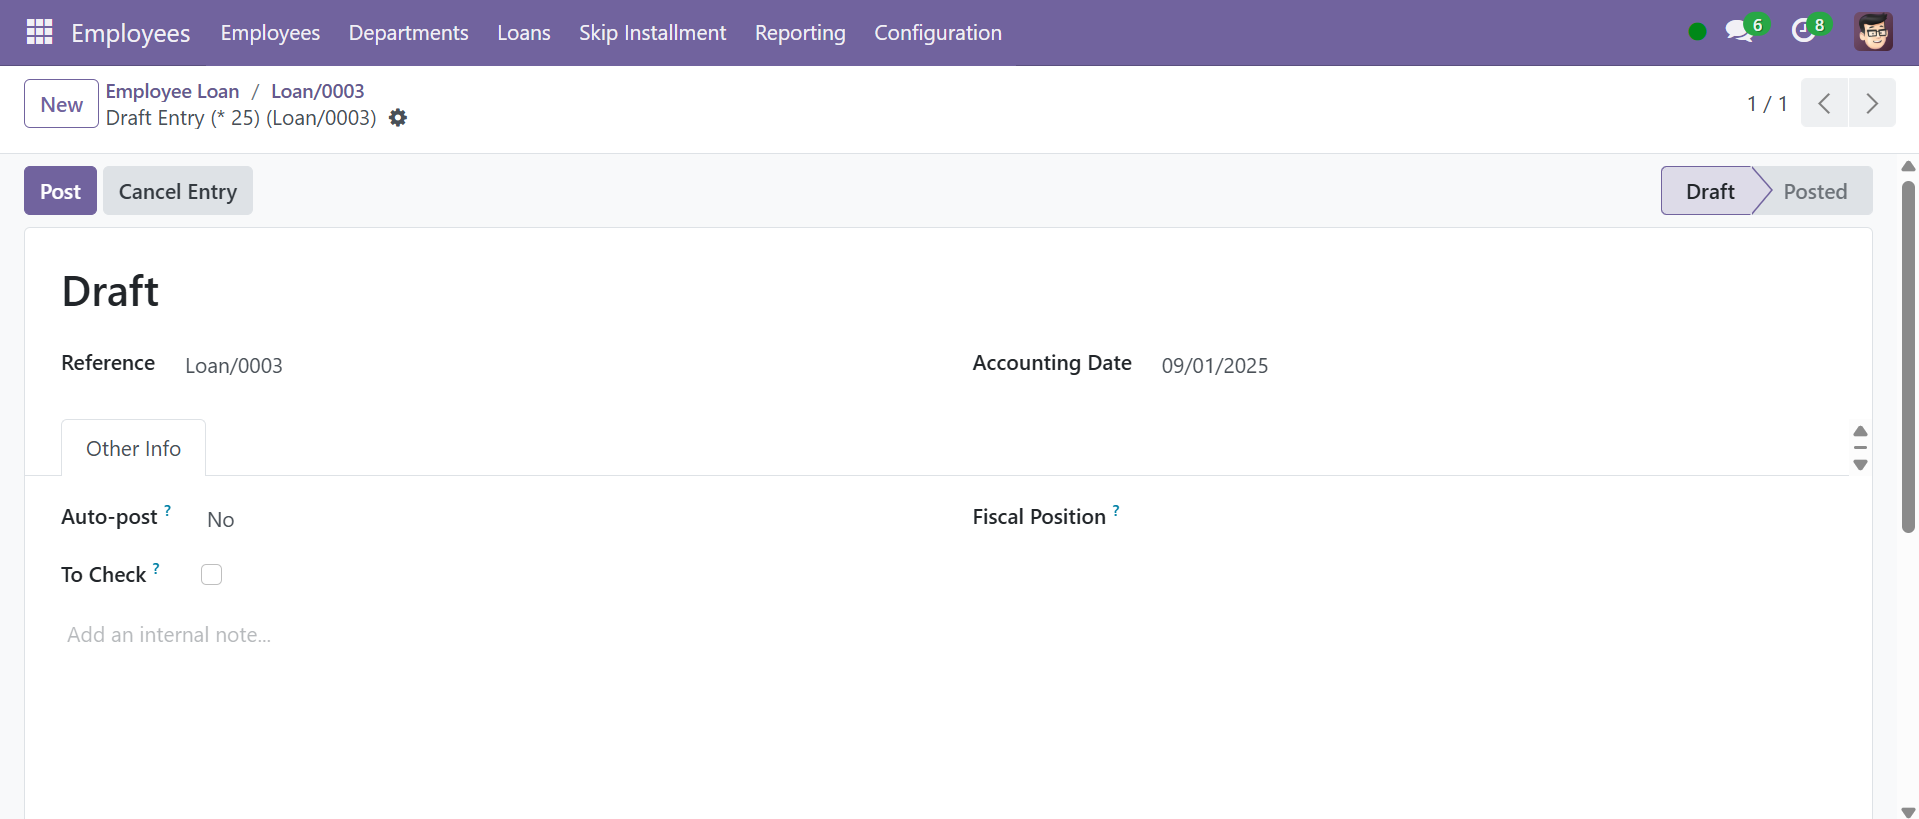 Employees Employees Departments Loans Skip Installment Reporting Configuration 6 8
New Employee Loan / Loan/0003
Draft Entry (* 25) (Loan/0003) 1 / 1
Post Cancel Entry Draft Posted
Draft
Reference Loan/0003 Accounting Date 09/01/2025
Other Info
Auto-post ? No Fiscal Position ?
To Check ?
Add an internal note...